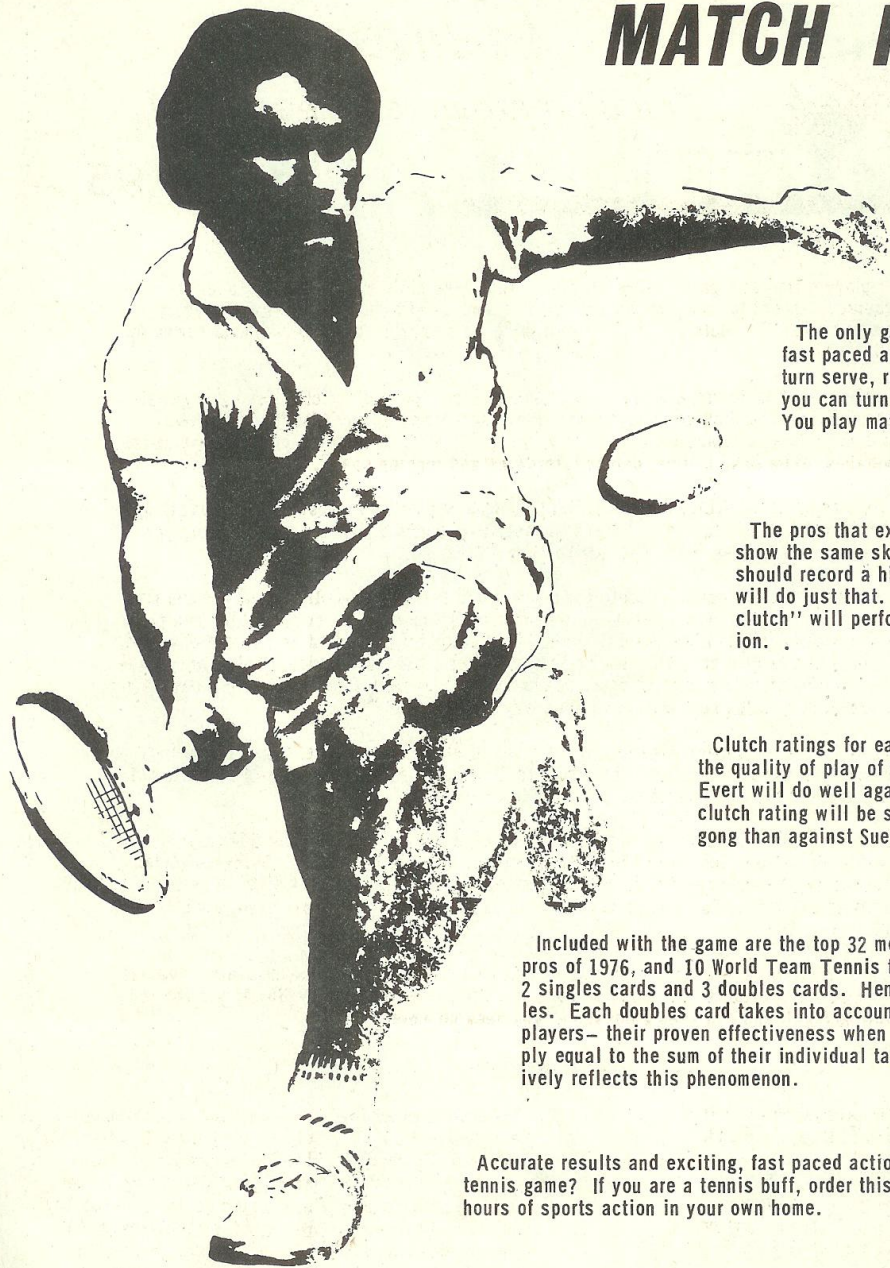 MATCH
The only g
fast paced a
turn serve, r
you can turn
You play ma
The pros that ex
show the same sk
should record a hi
will do just that.
clutch'' will perfo
ion. .
Clutch ratings for ea
the quality of play of
Evert will do well aga
clutch rating will be s
gong than against Sue
Included with the game are the top 32 me
pros of 1976, and 10 World Team Tennis f
2 singles cards and 3 doubles cards. Hen
les. Each doubles card takes into accoun
players– their proven effectiveness when
ply equal to the sum of their individual ta
ively reflects this phenomenon.
Accurate results and exciting, fast paced actio
tennis game? If you are a tennis buff, order this
hours of sports action in your own home.